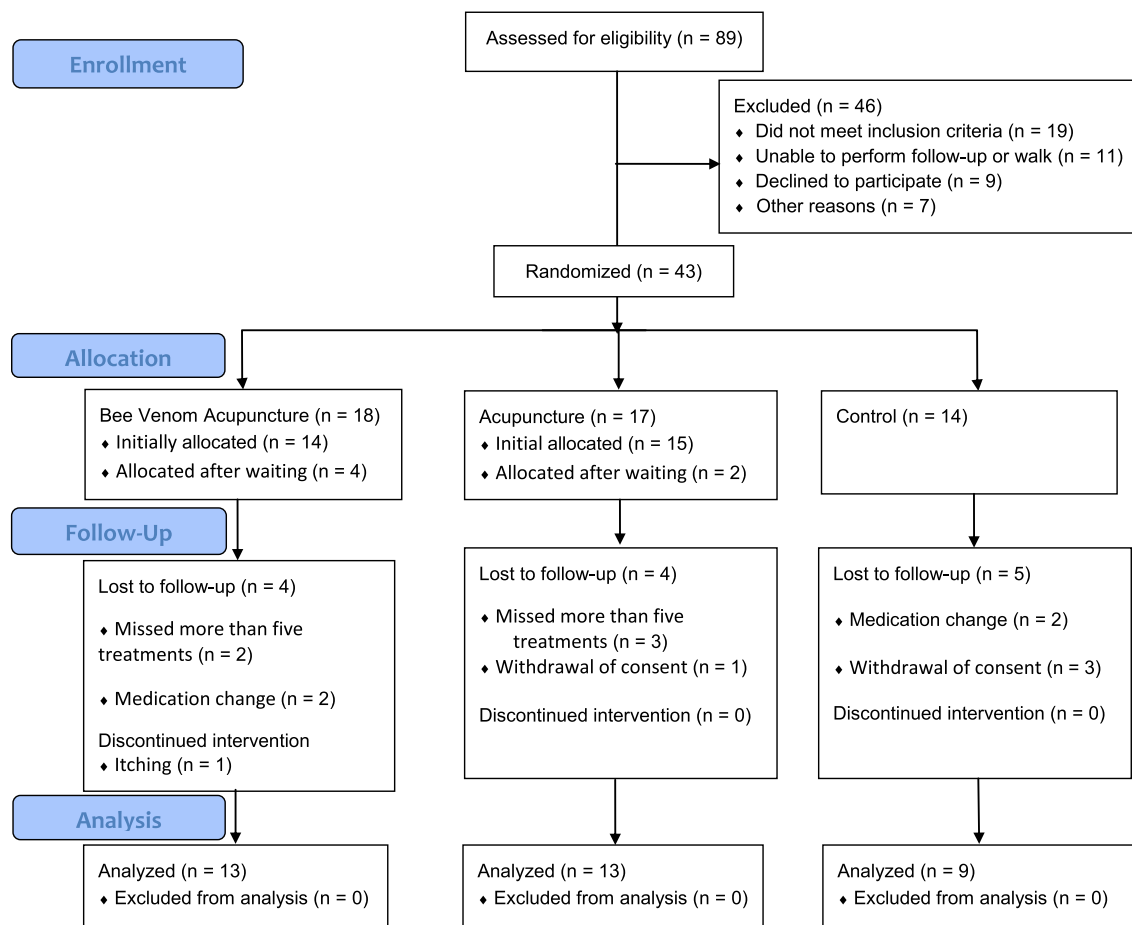 Enrollment
Assessed for eligibility (n = 89)
Excluded (n = 46)
♦ Did not meet inclusion criteria (n = 19)
♦ Unable to perform follow-up or walk (n = 11)
♦ Declined to participate (n = 9)
♦ Other reasons (n = 7)
Randomized (n = 43)
Allocation
Bee Venom Acupuncture (n = 18)
♦ Initially allocated (n = 14)
♦ Allocated after waiting (n = 4)
Acupuncture (n = 17)
♦ Initial allocated (n = 15)
♦ Allocated after waiting (n = 2)
Control (n = 14)
Follow-Up
Lost to follow-up (n = 4)
♦ Missed more than five
treatments (n = 2)
♦ Medication change (n = 2)
Discontinued intervention
♦ Itching (n = 1)
Lost to follow-up (n = 4)
♦ Missed more than five
treatments (n = 3)
♦ Withdrawal of consent (n = 1)
Discontinued intervention (n = 0)
Lost to follow-up (n = 5)
♦ Medication change (n = 2)
♦ Withdrawal of consent (n = 3)
Discontinued intervention (n = 0)
Analysis
Analyzed (n = 13)
♦ Excluded from analysis (n = 0)
Analyzed (n = 13)
♦ Excluded from analysis (n = 0)
Analyzed (n = 9)
♦ Excluded from analysis (n = 0)